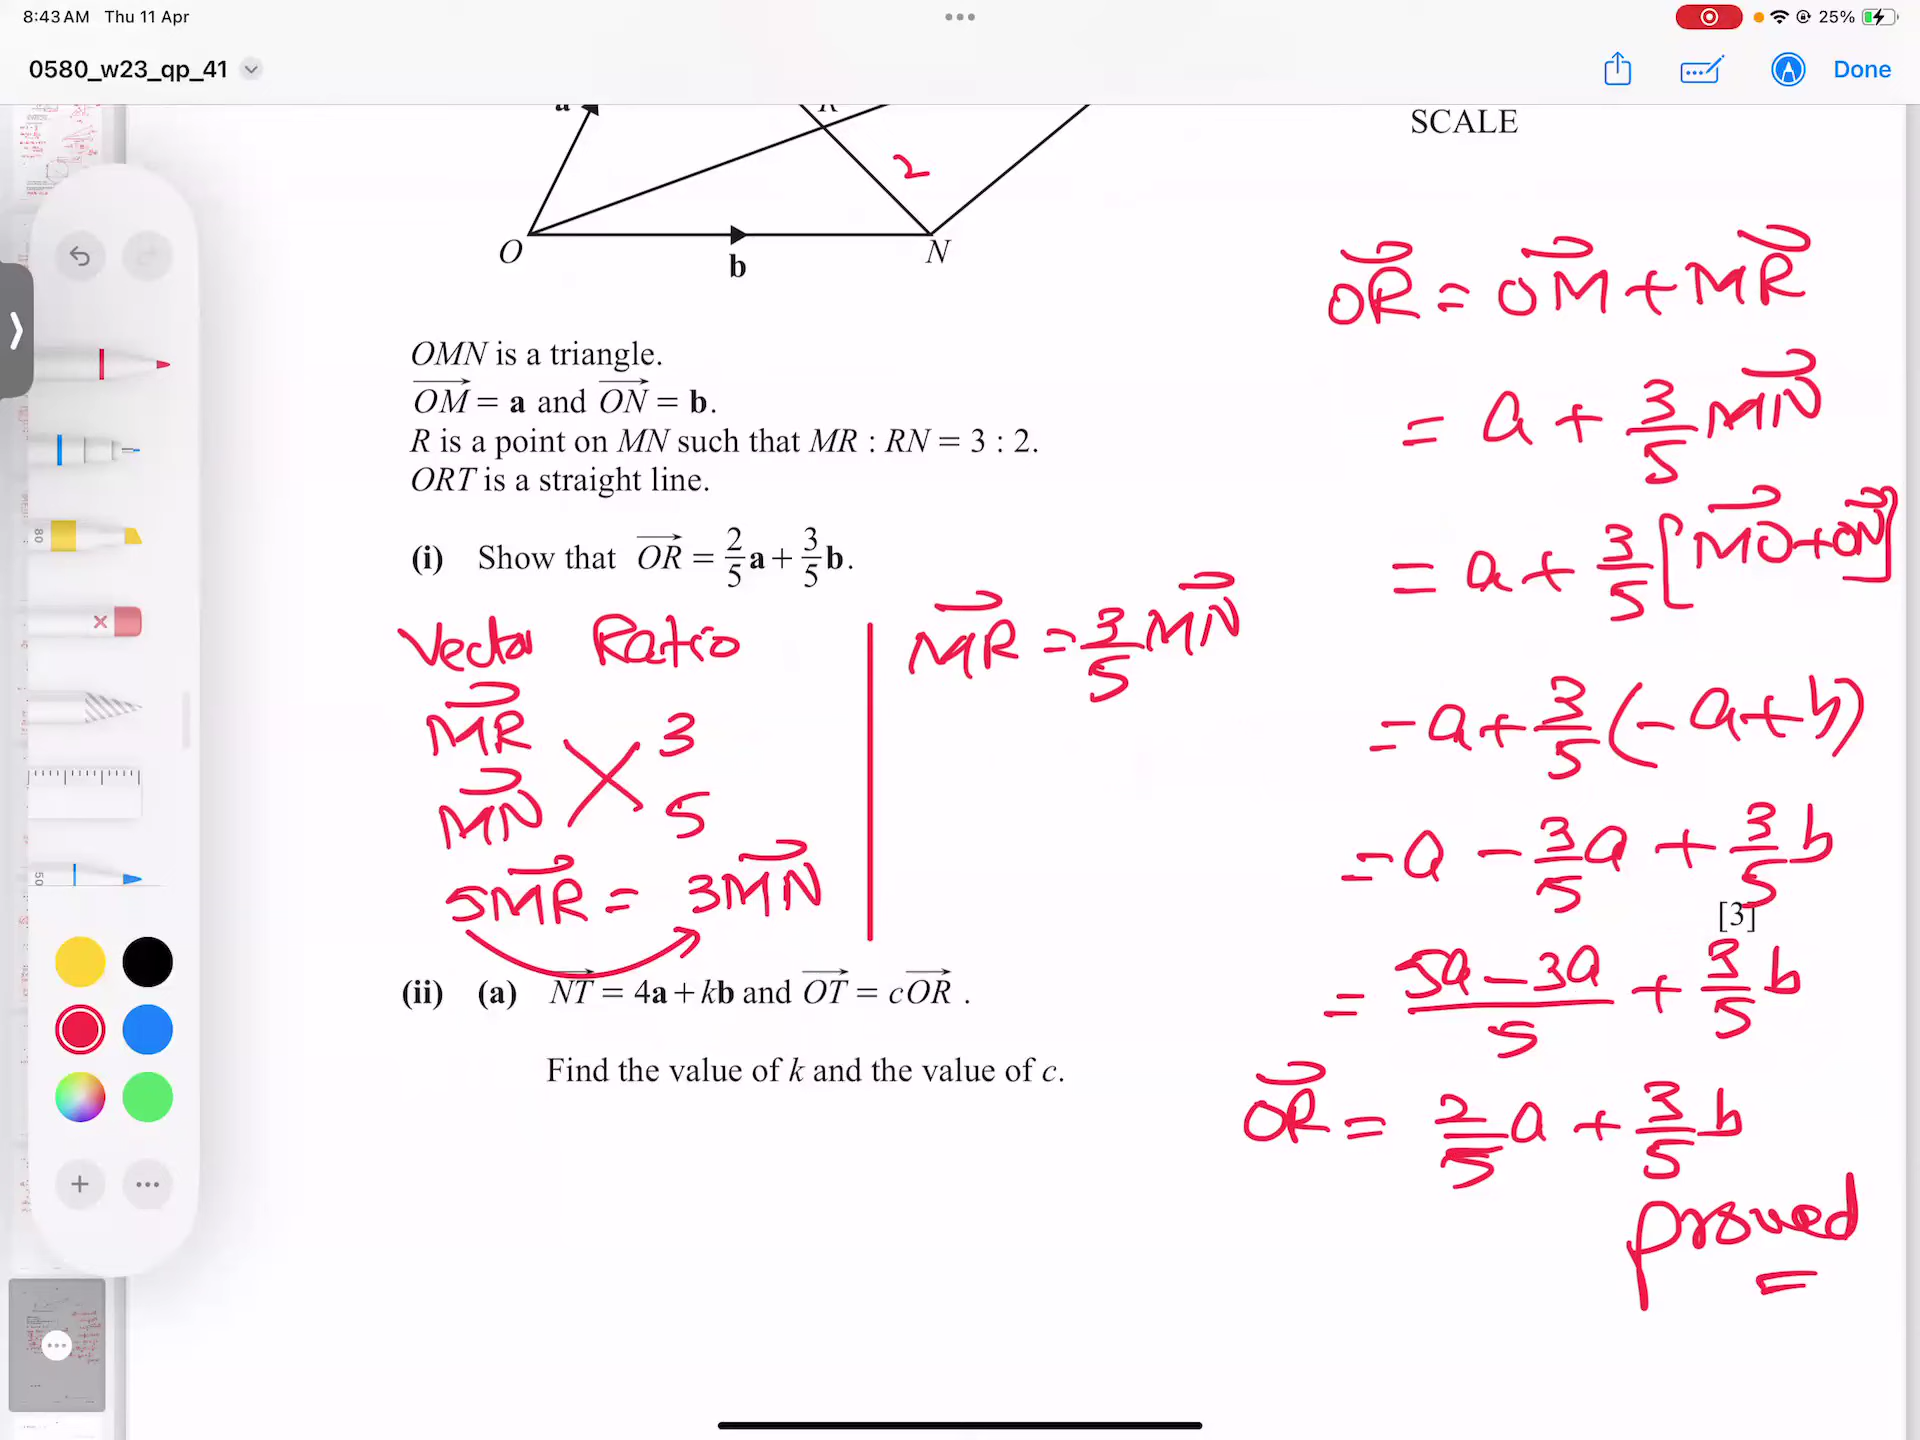 8:43 AM Thu 11 Apr
25%
0580_w23_qp_41
Done
a
SCALE
2
O
b
N
OMN is a triangle.
OM = a and ON = b.
R is a point on MN such that MR : RN = 3 : 2.
ORT is a straight line.
(i) Show that OR = 2/5 a + 3/5 b.
Vector Ratio
MR 3
MN 5
5MR = 3MN
MR = 3/5 MN
OR = OM + MR
= a + 3/5 MN
= a + 3/5 [MO + ON]
= a + 3/5 (- a + b)
= a - 3/5 a + 3/5 b
[3]
= 5a - 3a / 5 + 3/5 b
OR = 2/5 a + 3/5 b
proved
(ii) (a) NT = 4a + kb and OT = cOR .
Find the value of k and the value of c.
80
50